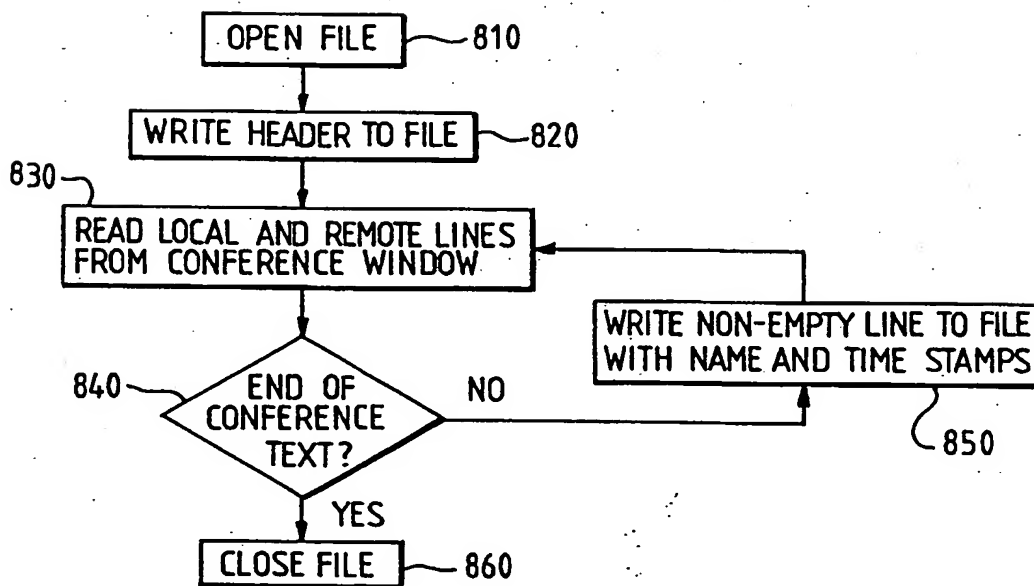 OPEN FILE 810
WRITE HEADER TO FILE 820
830
READ LOCAL AND REMOTE LINES
FROM CONFERENCE WINDOW
WRITE NON-EMPTY LINE TO FILE
WITH NAME AND TIME STAMPS
850
840
END OF
CONFERENCE
TEXT?
NO
YES
CLOSE FILE 860